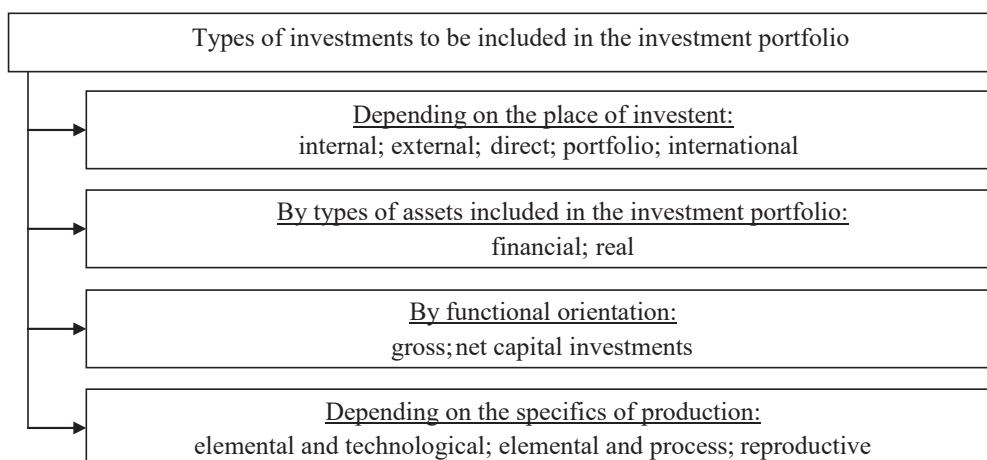 Types of investments to be included in the investment portfolio
Depending on the place of investent:
internal; external; direct; portfolio; international
By types of assets included in the investment portfolio:
financial; real
By functional orientation:
gross; net capital investments
Depending on the specifics of production:
elemental and technological; elemental and process; reproductive